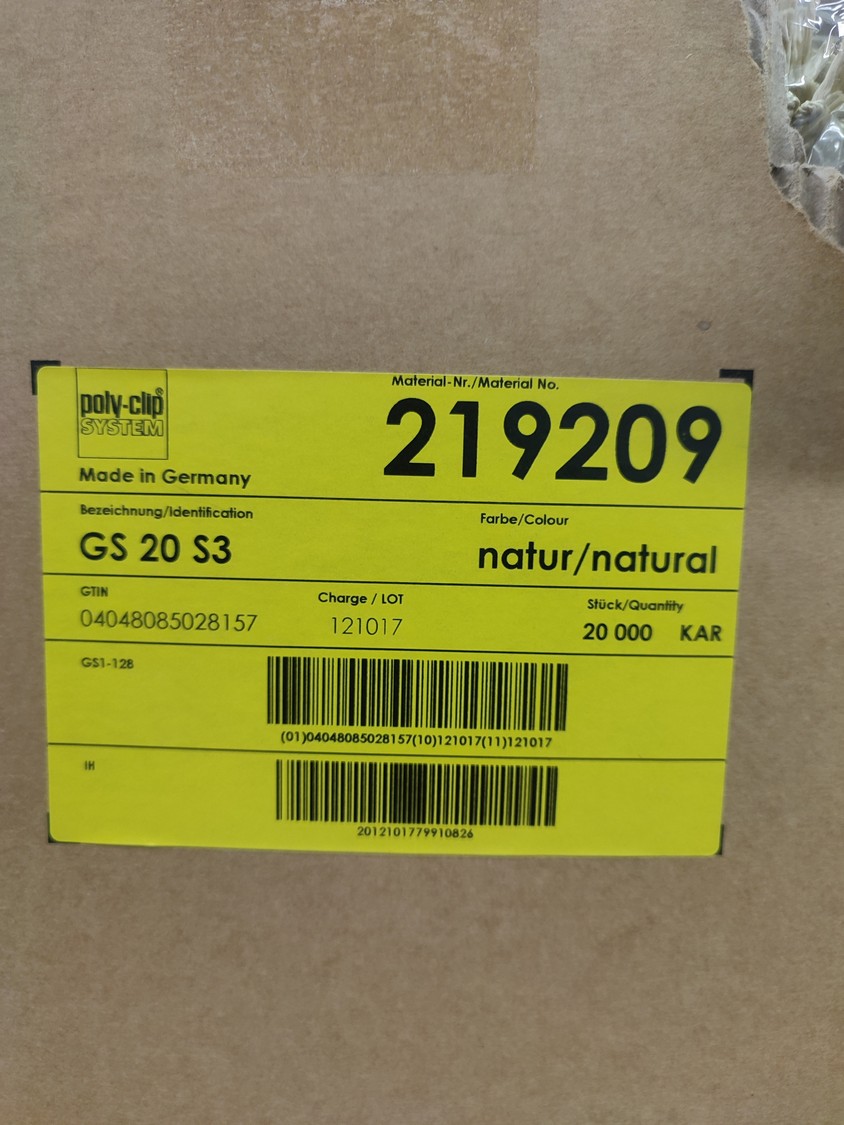 poly-clip®
SYSTEM
Made in Germany
Material-Nr./Material No.
219209
Bezeichnung/Identification
GS 20 S3
Farbe/Colour
natur/natural
GTIN
04048085028157
Charge / LOT
121017
Stück/Quantity
20 000 KAR
GS1-128
(01)04048085028157(10)121017(11)121017
IH
2012101779910826